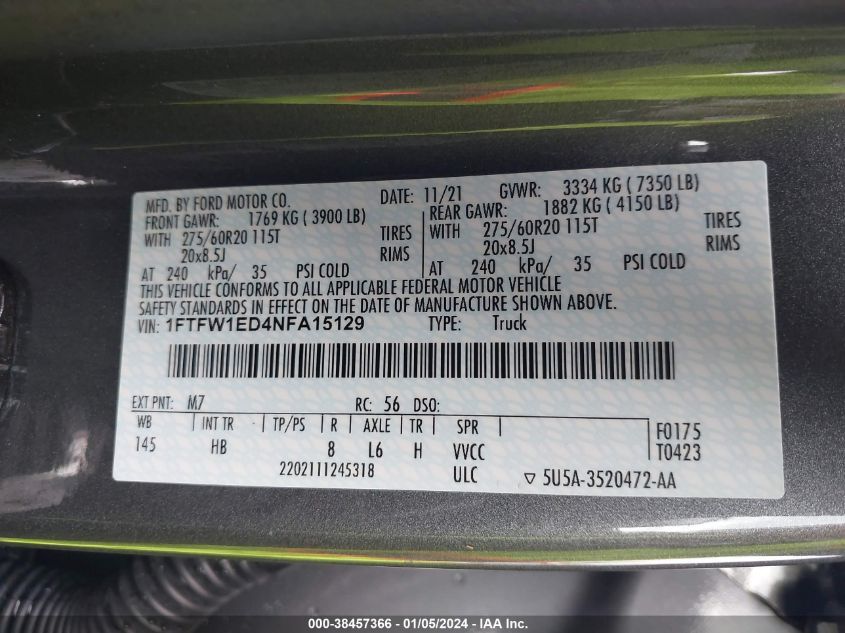 MFD. BY FORD MOTOR CO. DATE: 11/21 GVWR: 3334 KG ( 7350 LB)
FRONT GAWR: 1769 KG ( 3900 LB) REAR GAWR: 1882 KG ( 4150 LB)
WITH 275/60R20 115T TIRES WITH 275/60R20 115T TIRES
20x8.5J RIMS 20x8.5J RIMS
AT 240 kPa/ 35 PSI COLD AT 240 kPa/ 35 PSI COLD
THIS VEHICLE CONFORMS TO ALL APPLICABLE FEDERAL MOTOR VEHICLE
SAFETY STANDARDS IN EFFECT ON THE DATE OF MANUFACTURE SHOWN ABOVE.
VIN: 1FTFW1ED4NFA15129 TYPE: Truck
EXT PNT: M7 RC: 56 DSO:
WB INT TR TP/PS R AXLE TR SPR F0175
145 HB 8 L6 H VVCC T0423
2202111245318 ULC ▽ 5U5A-3520472-AA
000-38457366 - 01/05/2024 - IAA Inc.